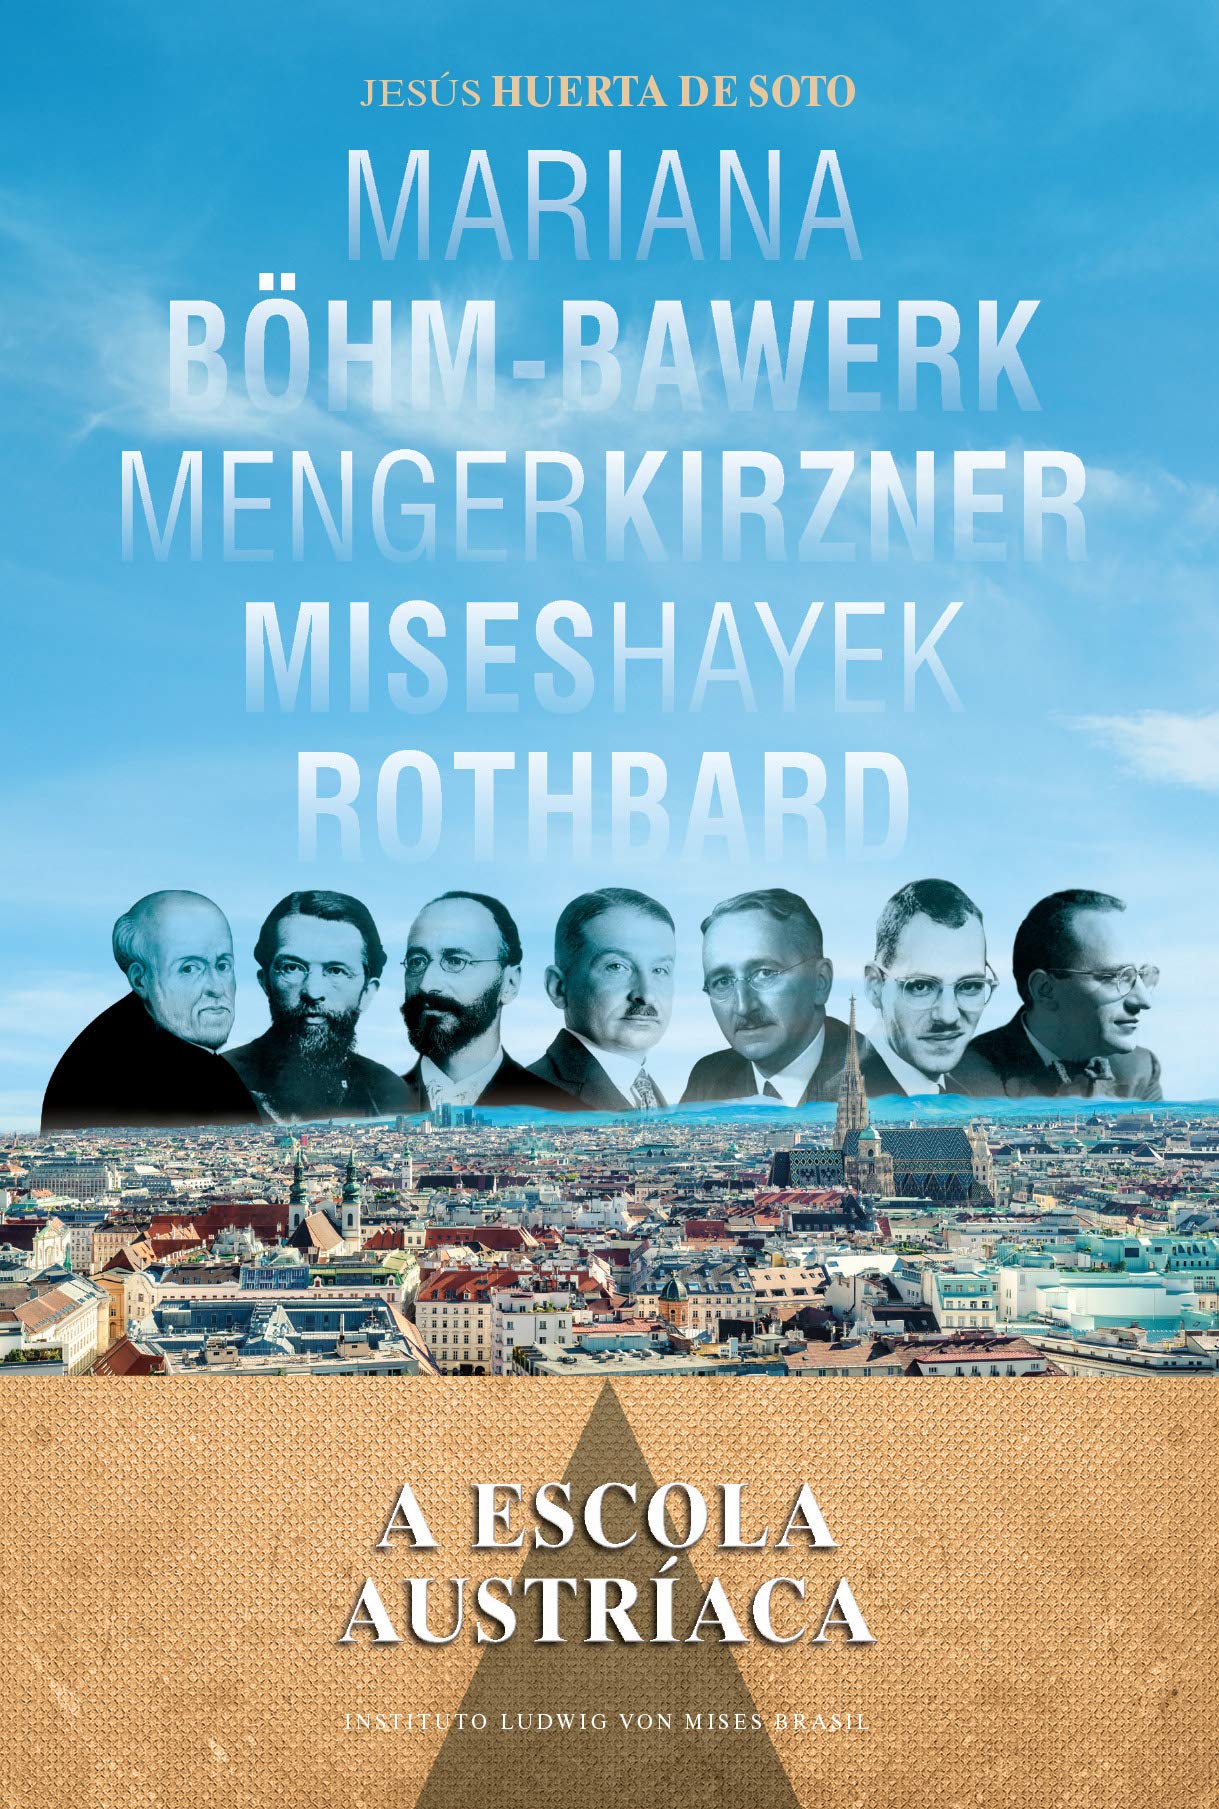 JESÚS HUERTA DE SOTO
MARIANA
BÖHM-BAWERK
MENGERKIRZNER
MISESHAYEK
ROTHBARD
A ESCOLA
AUSTRÍACA
INSTITUTO LUDWIG VON MISES BRASIL